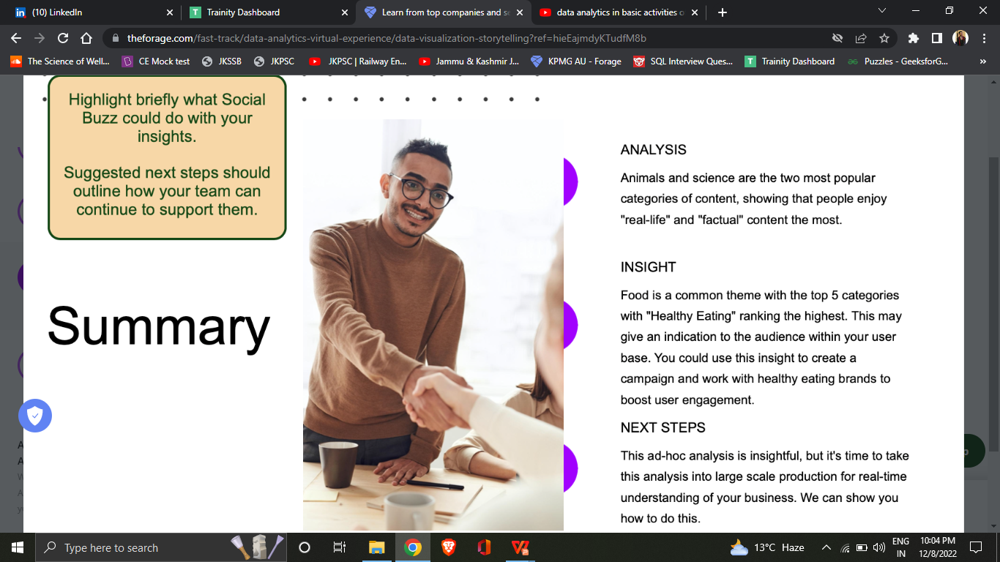 (10) LinkedIn
Trainity Dashboard
Learn from top companies and se
data analytics in basic activities o
theforage.com/fast-track/data-analytics-virtual-experience/data-visualization-storytelling?ref=hieEajmdyKTudfM8b
The Science of Well...
CE Mock test
JKSSB
JKPSC
JKPSC | Railway En...
Jammu & Kashmir J...
KPMG AU - Forage
SQL Interview Ques...
Trainity Dashboard
Puzzles - GeeksforG...
»
Highlight briefly what Social
Buzz could do with your
insights.
Suggested next steps should
outline how your team can
continue to support them.
Summary
ANALYSIS
Animals and science are the two most popular
categories of content, showing that people enjoy
"real-life" and "factual" content the most.
INSIGHT
Food is a common theme with the top 5 categories
with "Healthy Eating" ranking the highest. This may
give an indication to the audience within your user
base. You could use this insight to create a
campaign and work with healthy eating brands to
boost user engagement.
NEXT STEPS
This ad-hoc analysis is insightful, but it's time to take
this analysis into large scale production for real-time
understanding of your business. We can show you
how to do this.
Type here to search
13°C Haze
ENG
IN
10:04 PM
12/8/2022